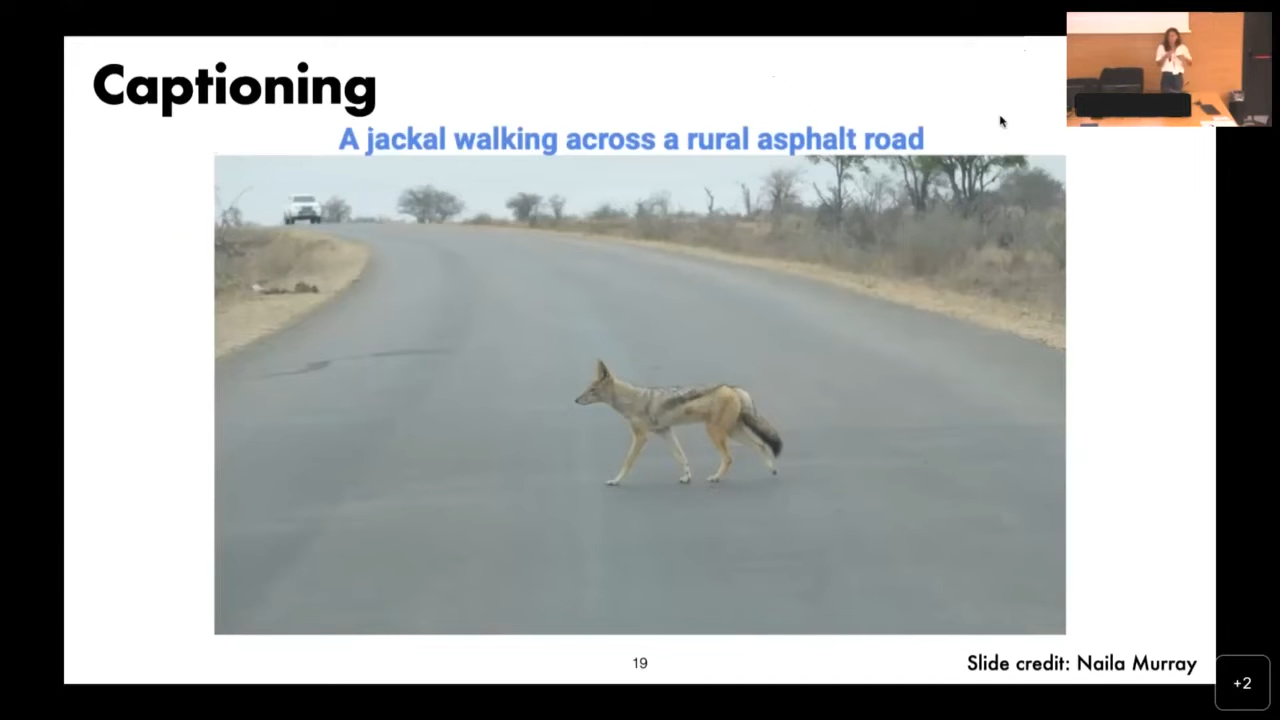 Captioning
A jackal walking across a rural asphalt road
19
Slide credit: Naila Murray
+2